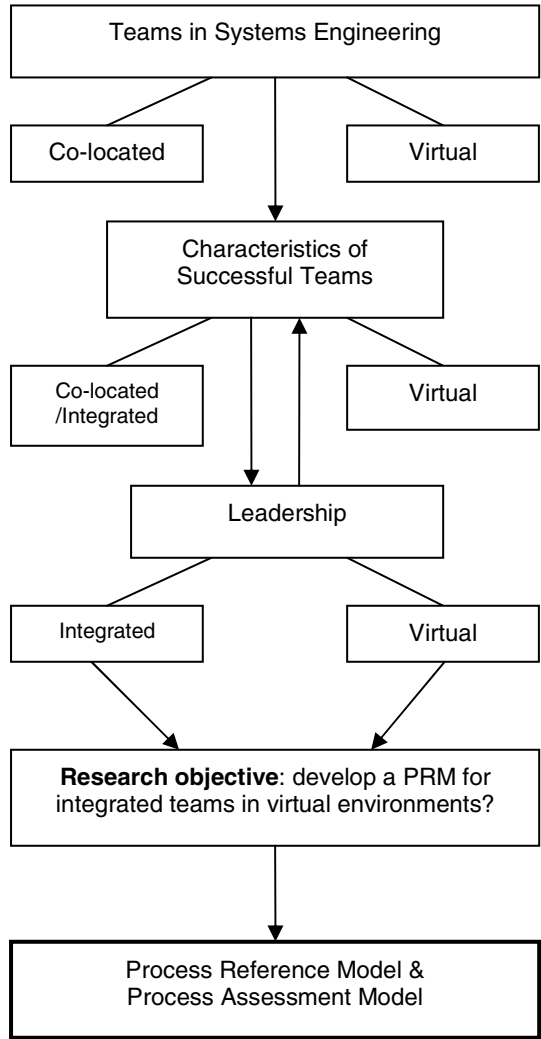 Teams in Systems Engineering
Co-located
Virtual
Characteristics of
Successful Teams
Co-located
/Integrated
Virtual
Leadership
Integrated
Virtual
Research objective: develop a PRM for
integrated teams in virtual environments?
Process Reference Model &
Process Assessment Model